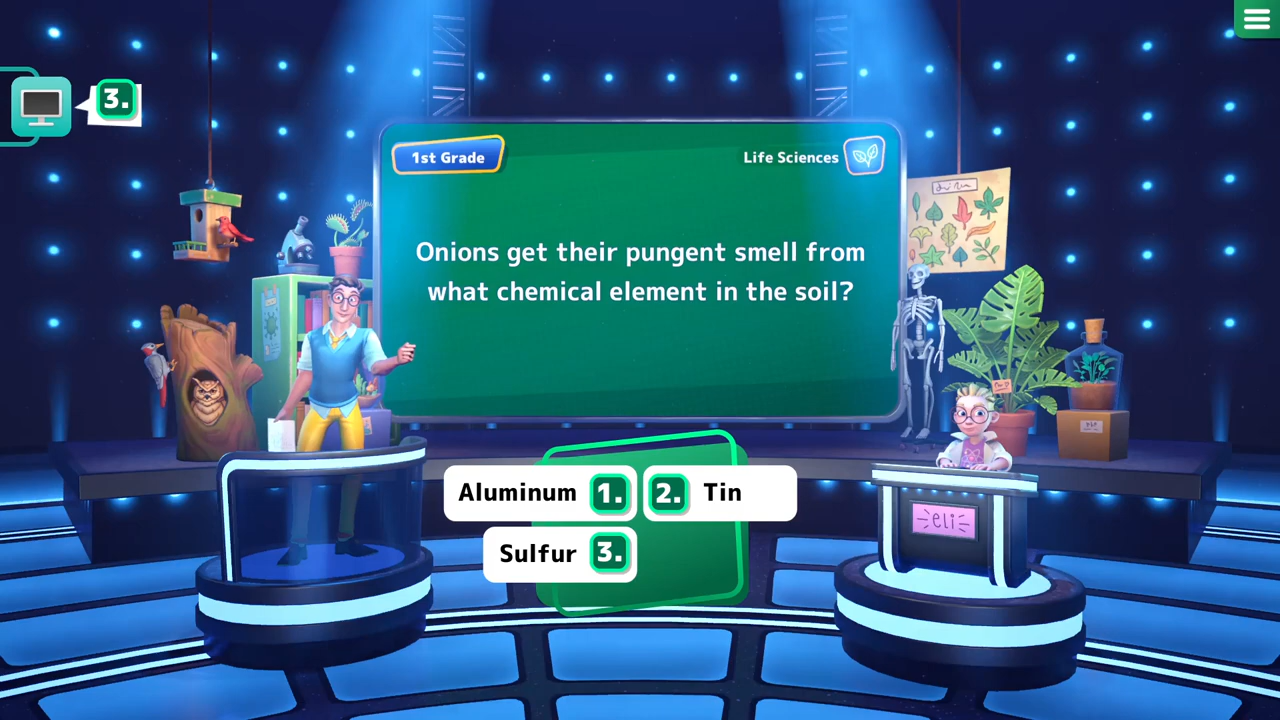 3.
1st Grade
Life Sciences
Onions get their pungent smell from
what chemical element in the soil?
Aluminum 1.
2. Tin
Sulfur 3.
eli